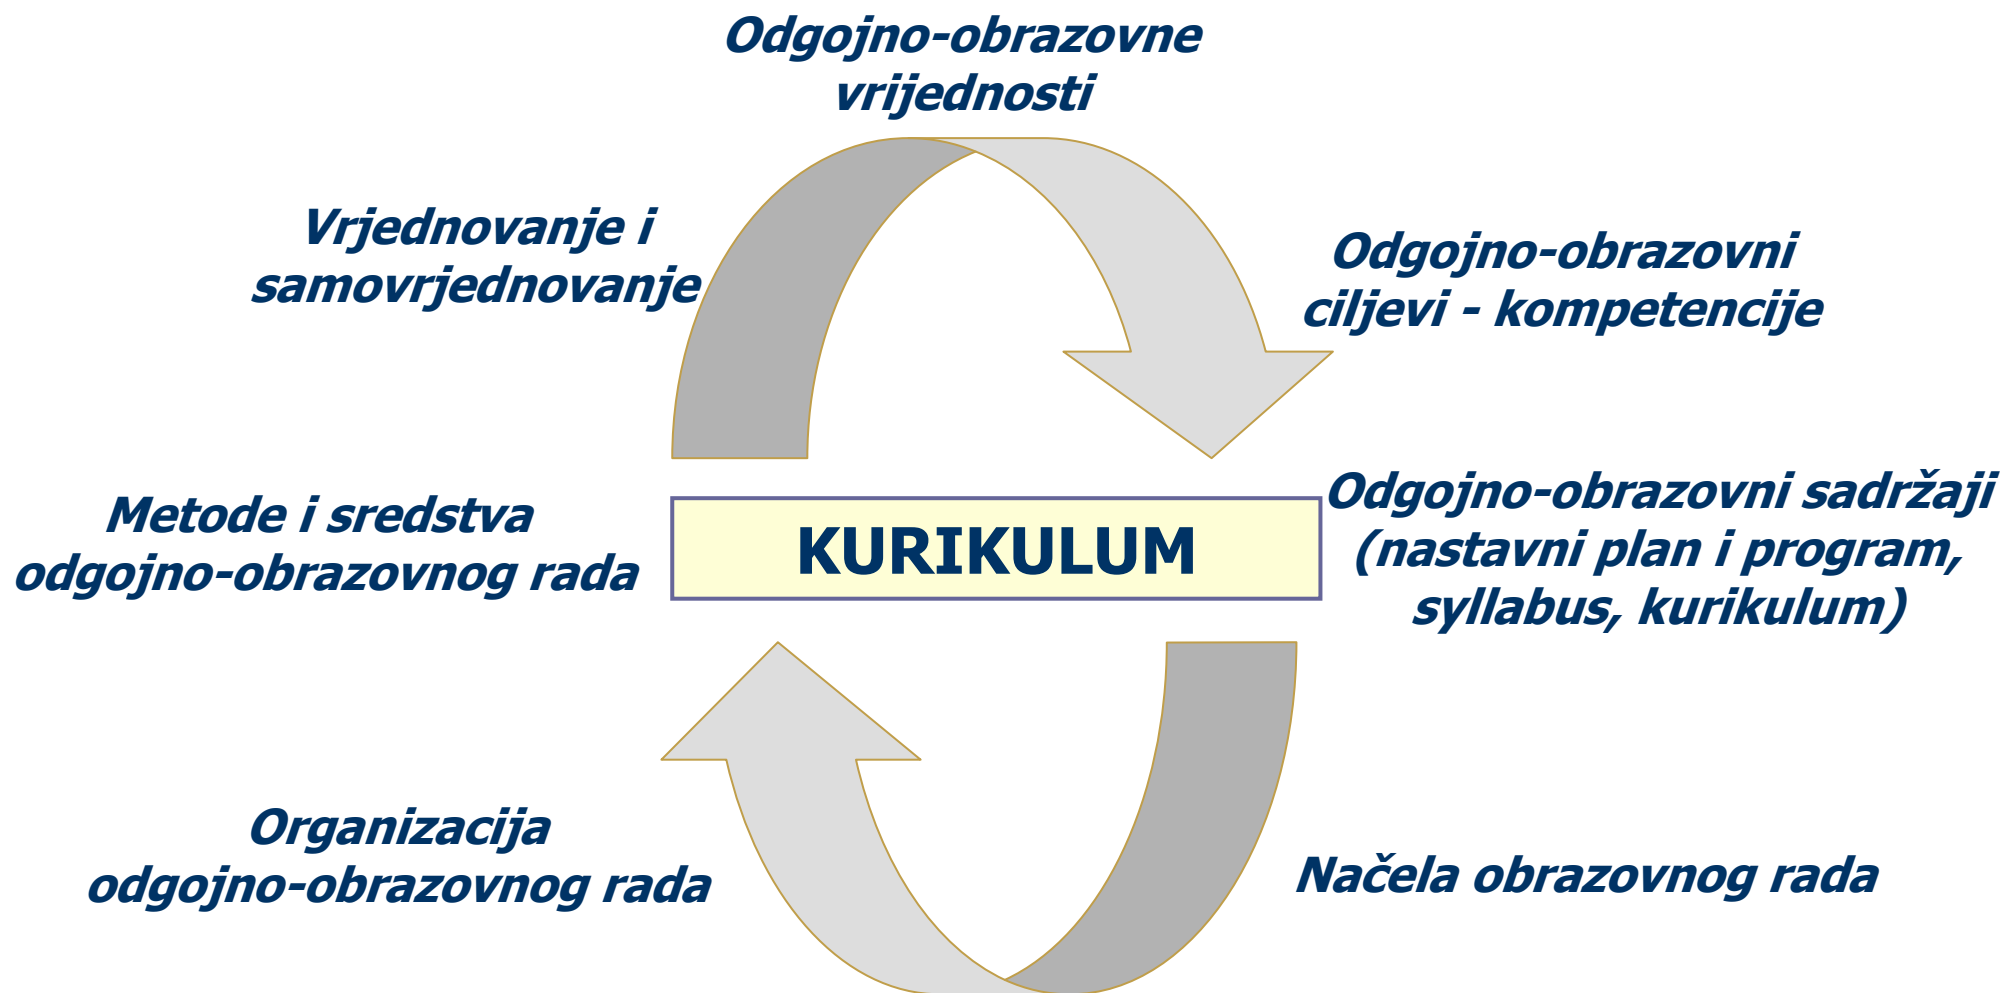 Odgojno-obrazovne
vrijednosti
Vrjednovanje i
samovrjednovanje
Odgojno-obrazovni
ciljevi - kompetencije
Metode i sredstva
odgojno-obrazovnog rada
KURIKULUM
Odgojno-obrazovni sadržaji
(nastavni plan i program,
syllabus, kurikulum)
Organizacija
odgojno-obrazovnog rada
Načela obrazovnog rada